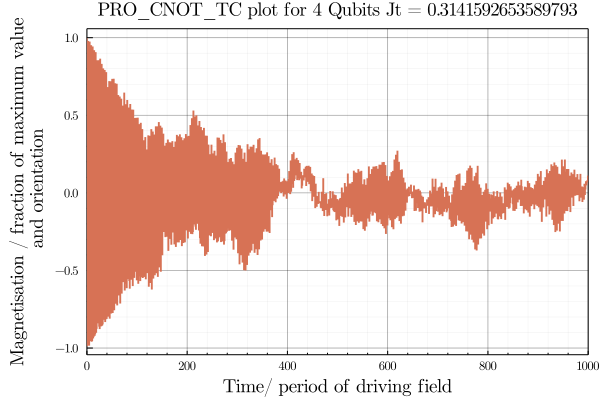 PRO_CNOT_TC plot for 4 Qubits Jt = 0.3141592653589793
Magnetisation / fraction of maximum value
and orientation
1.0
0.5
0.0
−0.5
−1.0
0 200 400 600 800 1000
Time/ period of driving field